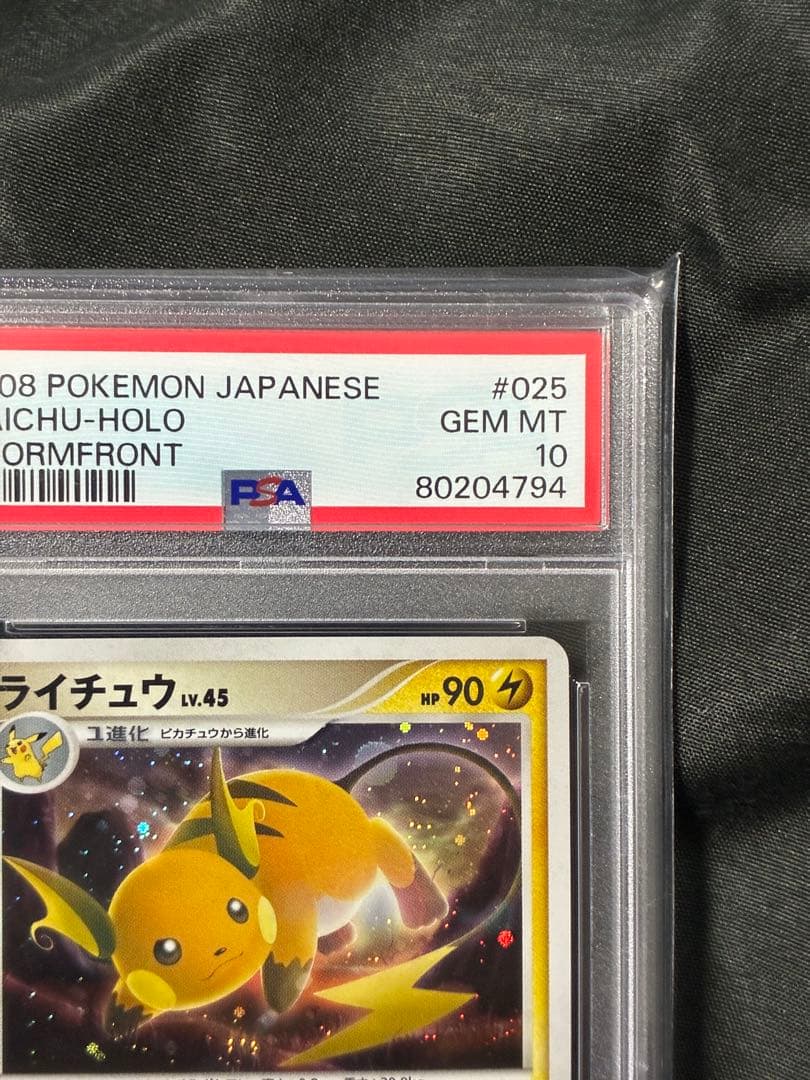 08 POKEMON JAPANESE #025
AICHU-HOLO GEM MT
ORMFRONT 10
PSA 80204794
ライチュウ LV.45 HP 90
1進化 ピカチュウから進化